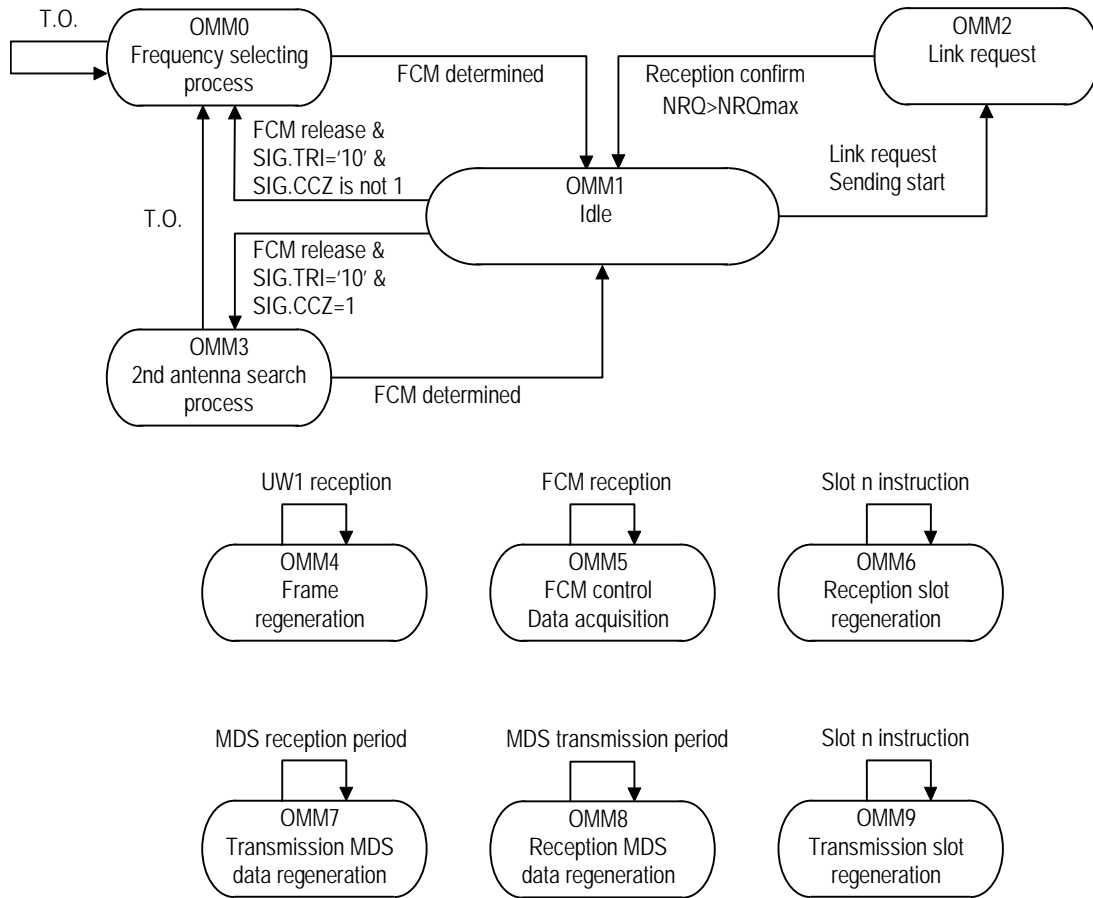 T.O.
OMM0
Frequency selecting
process
FCM determined
Reception confirm
NRQ>NRQmax
OMM2
Link request
FCM release &
SIG.TRI=‘10’ &
SIG.CCZ is not 1
OMM1
Idle
Link request
Sending start
T.O.
FCM release &
SIG.TRI=‘10’ &
SIG.CCZ=1
OMM3
2nd antenna search
process
FCM determined
UW1 reception
OMM4
Frame
regeneration
FCM reception
OMM5
FCM control
Data acquisition
Slot n instruction
OMM6
Reception slot
regeneration
MDS reception period
OMM7
Transmission MDS
data regeneration
MDS transmission period
OMM8
Reception MDS
data regeneration
Slot n instruction
OMM9
Transmission slot
regeneration